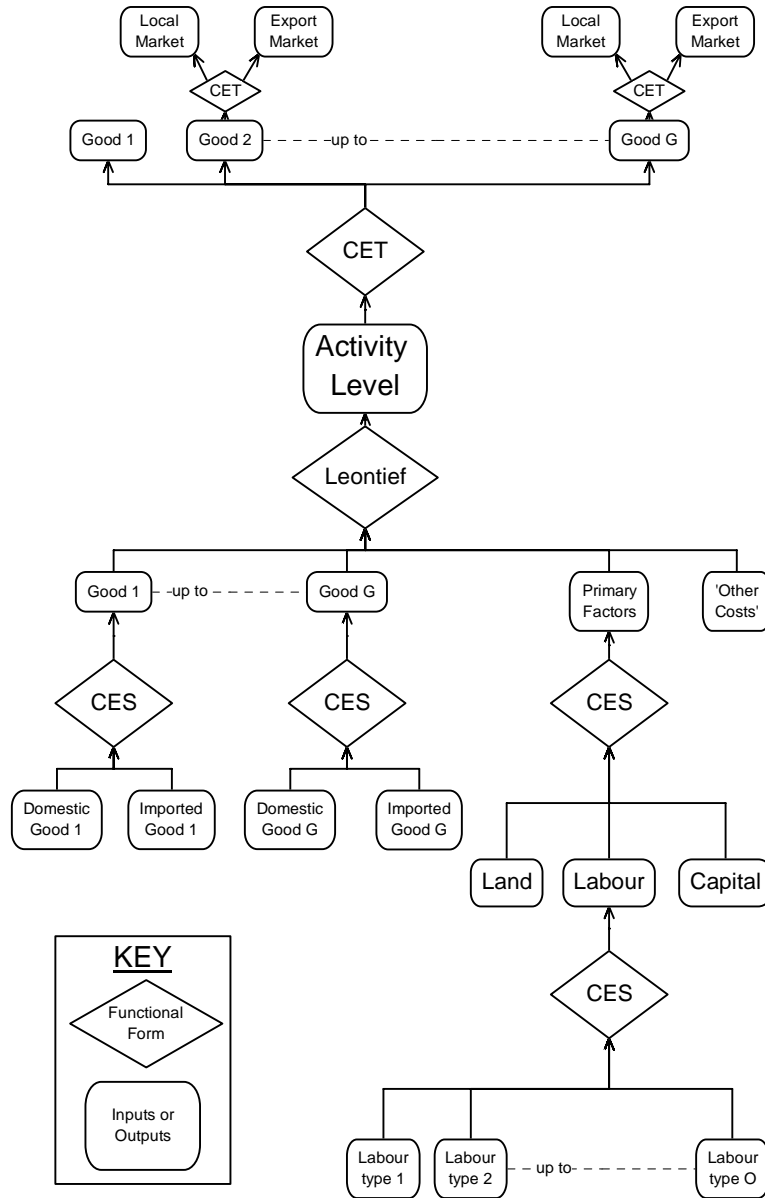 Local
Market
Export
Market
Local
Market
Export
Market
CET
CET
Good 1
Good 2
up to
Good G
CET
Activity
Level
Leontief
Good 1
up to
Good G
Primary
Factors
'Other
Costs'
CES
CES
CES
Domestic
Good 1
Imported
Good 1
Domestic
Good G
Imported
Good G
Land
Labour
Capital
KEY
Functional
Form
Inputs or
Outputs
CES
Labour
type 1
Labour
type 2
up to
Labour
type O